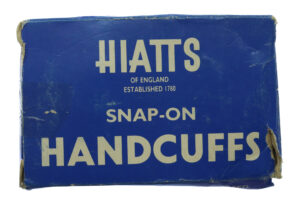 HIATTS
OF ENGLAND
ESTABLISHED 1780
SNAP-ON
HANDCUFFS